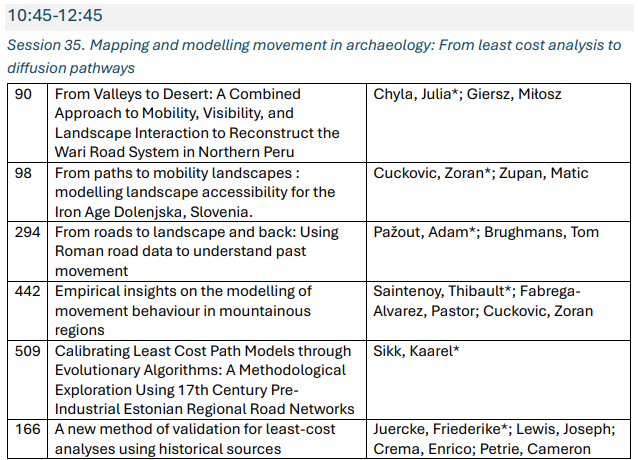 10:45-12:45
Session 35. Mapping and modelling movement in archaeology: From least cost analysis to
diffusion pathways
90
From Valleys to Desert: A Combined
Approach to Mobility, Visibility, and
Landscape Interaction to Reconstruct the
Wari Road System in Northern Peru
Chyla, Julia*; Giersz, Miłosz
98
From paths to mobility landscapes :
modelling landscape accessibility for the
Iron Age Dolenjska, Slovenia.
Cuckovic, Zoran*; Zupan, Matic
294
From roads to landscape and back: Using
Roman road data to understand past
movement
Pažout, Adam*; Brughmans, Tom
442
Empirical insights on the modelling of
movement behaviour in mountainous
regions
Saintenoy, Thibault*; Fabrega-
Alvarez, Pastor; Cuckovic, Zoran
509
Calibrating Least Cost Path Models through
Evolutionary Algorithms: A Methodological
Exploration Using 17th Century Pre-
Industrial Estonian Regional Road Networks
Sikk, Kaarel*
166
A new method of validation for least-cost
analyses using historical sources
Juercke, Friederike*; Lewis, Joseph;
Crema, Enrico; Petrie, Cameron